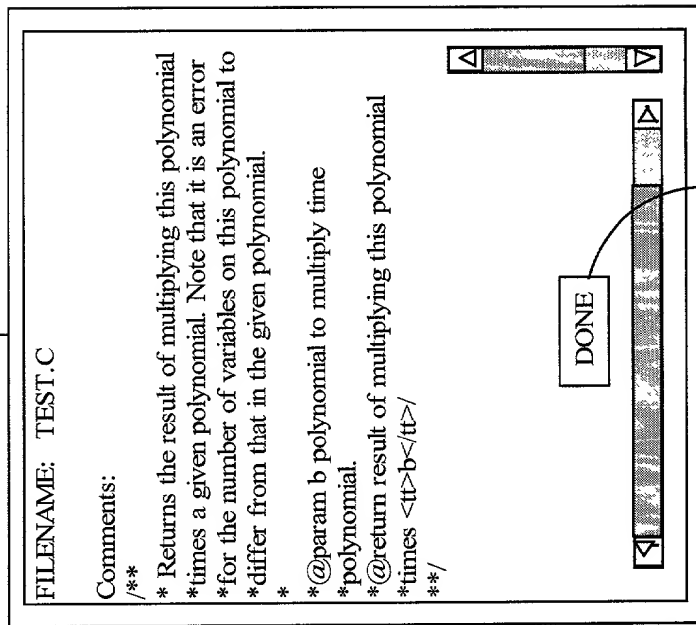 FILENAME: TEST.C
Comments:
/**
* Returns the result of multiplying this polynomial
*times a given polynomial. Note that it is an error
*for the number of variables on this polynomial to
*differ from that in the given polynomial.
*
*@param b polynomial to multiply time
*polynomial.
*@return result of multiplying this polynomial
*times <tt>b</tt>/
**/
DONE